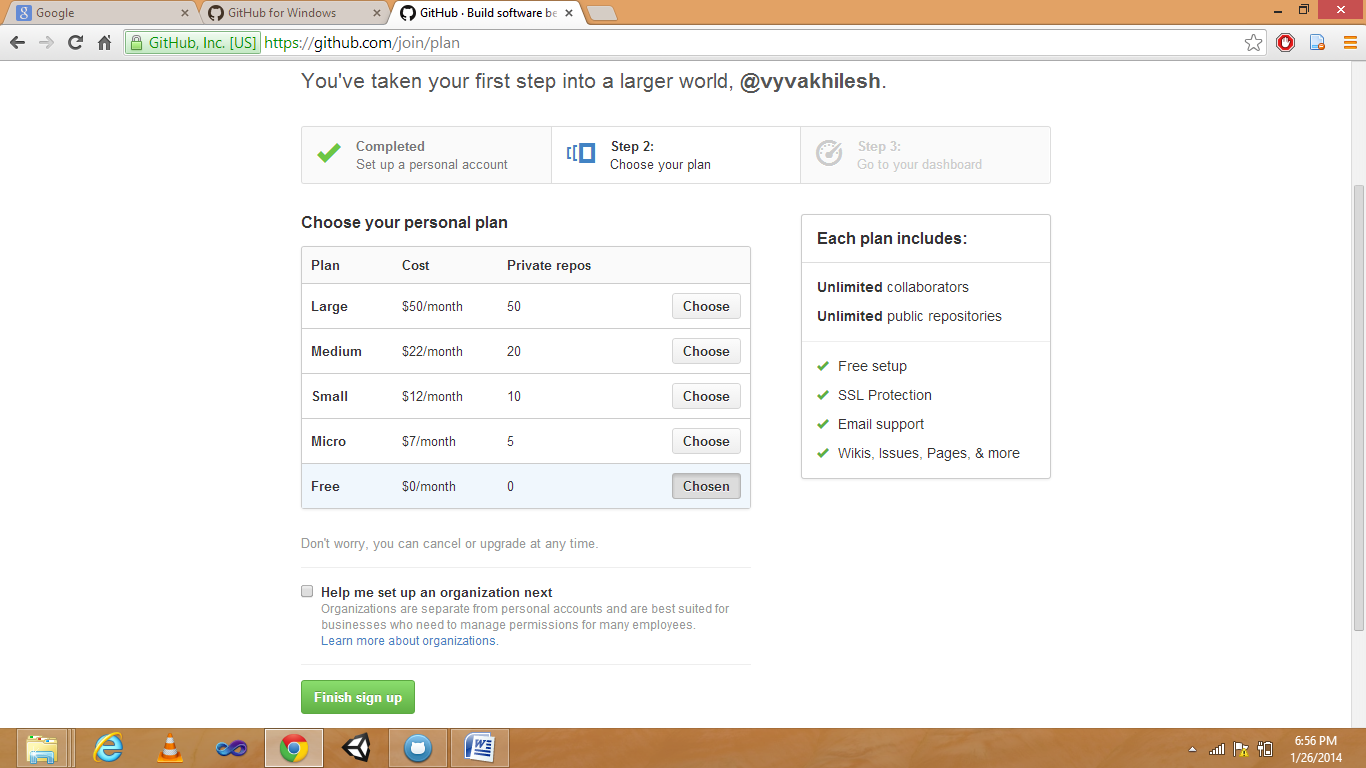 Google
GitHub for Windows
GitHub · Build software be
GitHub, Inc. [US]
https://github.com/join/plan
You've taken your first step into a larger world, @vyvakhilesh.
Completed
Set up a personal account
Step 2:
Choose your plan
Step 3:
Go to your dashboard
Choose your personal plan
Plan Cost Private repos
Large $50/month 50 Choose
Medium $22/month 20 Choose
Small $12/month 10 Choose
Micro $7/month 5 Choose
Free $0/month 0 Chosen
Don't worry, you can cancel or upgrade at any time.
Help me set up an organization next
Organizations are separate from personal accounts and are best suited for
businesses who need to manage permissions for many employees.
Learn more about organizations.
Finish sign up
Each plan includes:
Unlimited collaborators
Unlimited public repositories
Free setup
SSL Protection
Email support
Wikis, Issues, Pages, & more
6:56 PM
1/26/2014